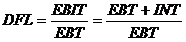 DFL = EBIT / EBT = EBT + INT / EBT